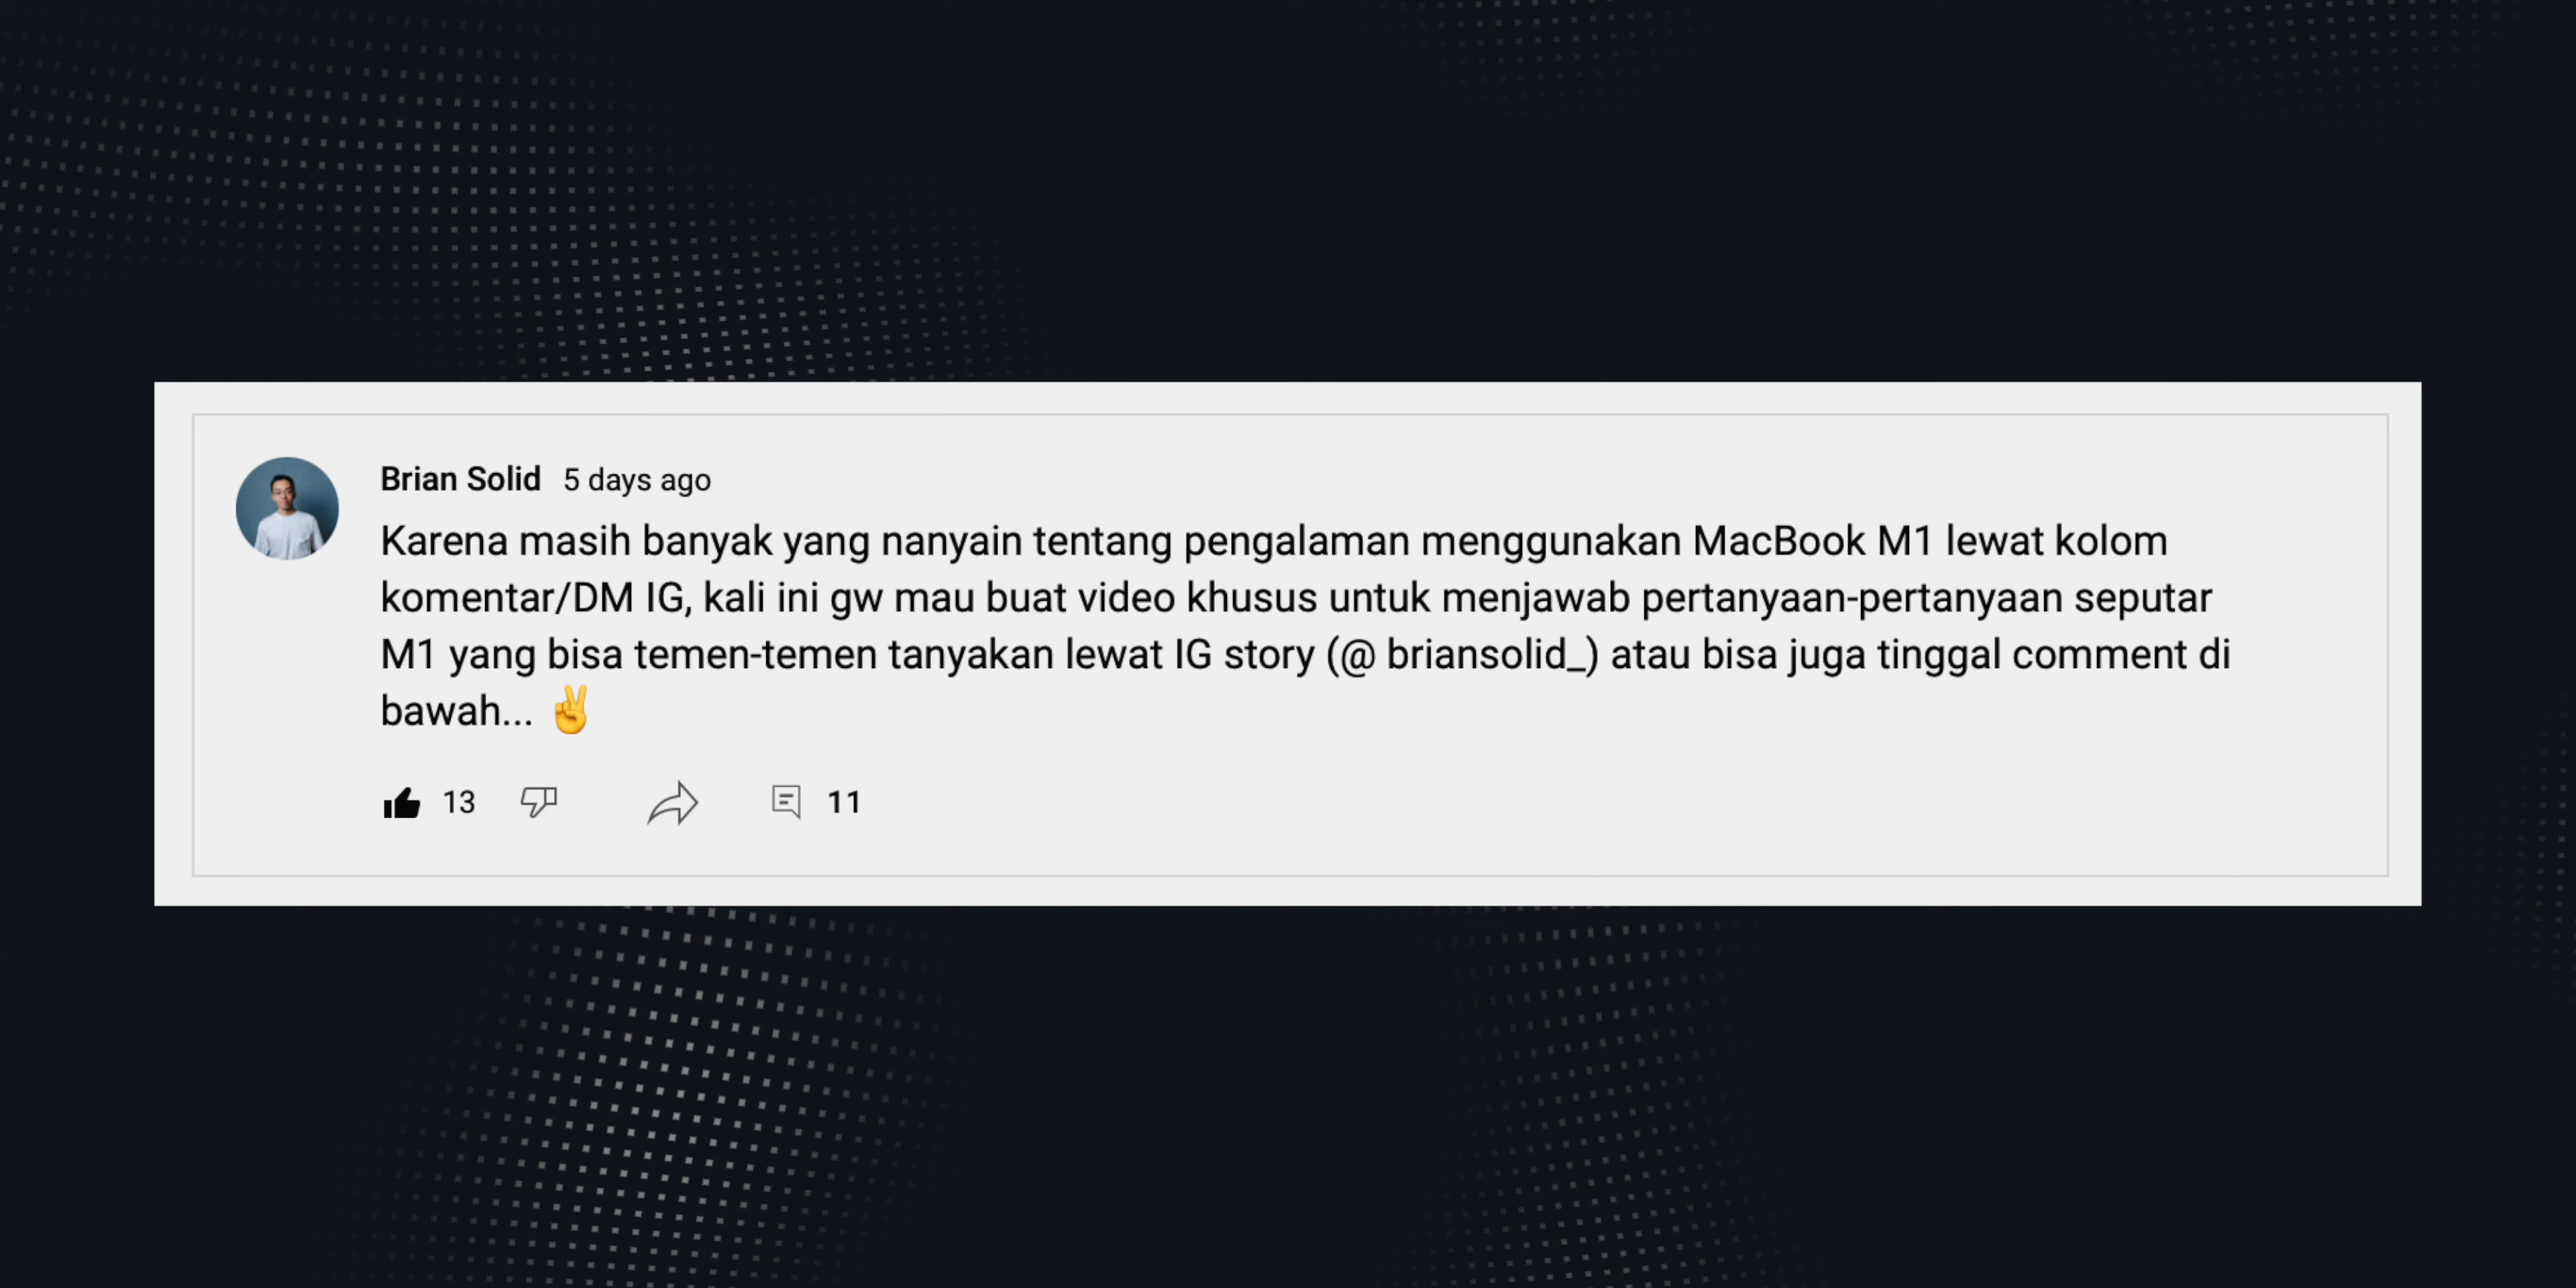 Brian Solid 5 days ago
Karena masih banyak yang nanyain tentang pengalaman menggunakan MacBook M1 lewat kolom
komentar/DM IG, kali ini gw mau buat video khusus untuk menjawab pertanyaan-pertanyaan seputar
M1 yang bisa temen-temen tanyakan lewat IG story (@ briansolid_) atau bisa juga tinggal comment di
bawah... ✌️
13 11